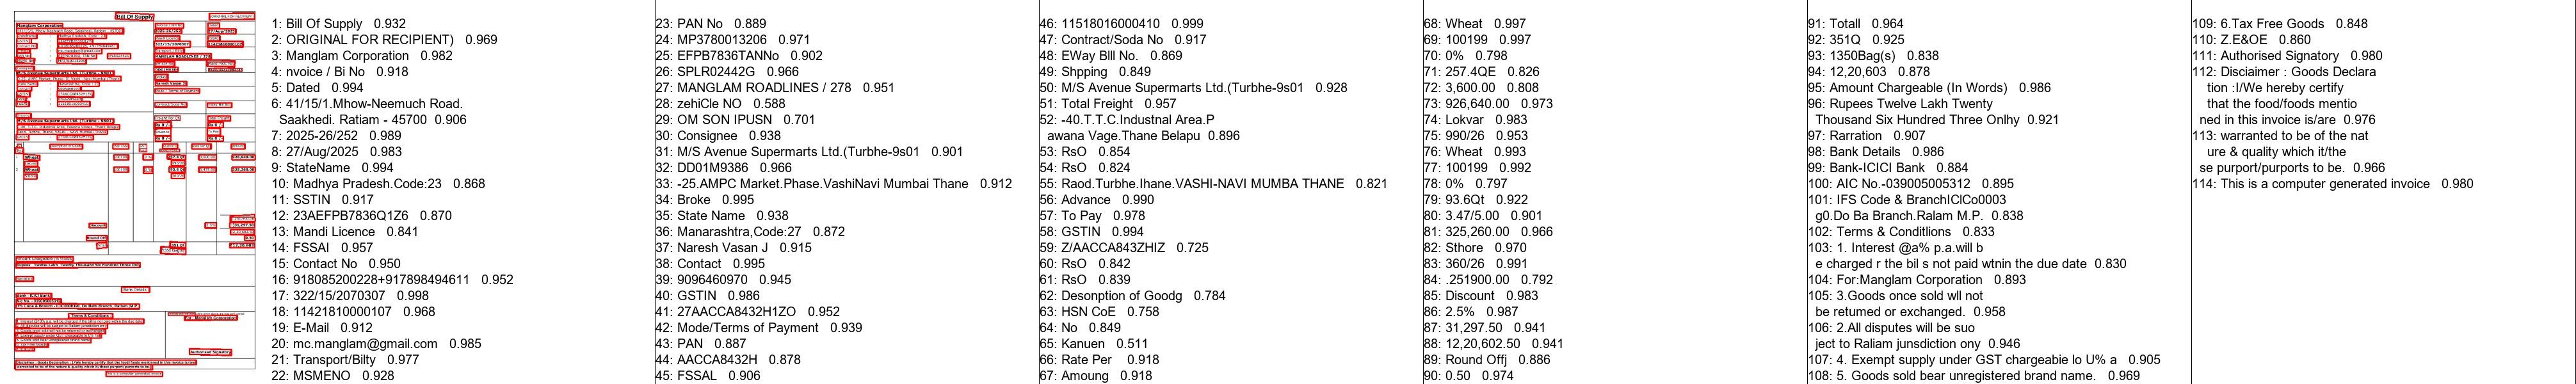 1: Bill Of Supply 0.932
2: ORIGINAL FOR RECIPIENT) 0.969
3: Manglam Corporation 0.982
4: nvoice / Bi No 0.918
5: Dated 0.994
6: 41/15/1.Mhow-Neemuch Road.
Saakhedi. Ratiam - 45700 0.906
7: 2025-26/252 0.989
8: 27/Aug/2025 0.983
9: StateName 0.994
10: Madhya Pradesh.Code:23 0.868
11: SSTIN 0.917
12: 23AEFPB7836Q1Z6 0.870
13: Mandi Licence 0.841
14: FSSAI 0.957
15: Contact No 0.950
16: 918085200228+917898494611 0.952
17: 322/15/2070307 0.998
18: 11421810000107 0.968
19: E-Mail 0.912
20: mc.manglam@gmail.com 0.985
21: Transport/Bilty 0.977
22: MSMENO 0.928
23: PAN No 0.889
24: MP3780013206 0.971
25: EFPB7836TANNo 0.902
26: SPLR02442G 0.966
27: MANGLAM ROADLINES / 278 0.951
28: zehiCle NO 0.588
29: OM SON IPUSN 0.701
30: Consignee 0.938
31: M/S Avenue Supermarts Ltd.(Turbhe-9s01 0.901
32: DD01M9386 0.966
33: -25.AMPC Market.Phase.VashiNavi Mumbai Thane 0.912
34: Broke 0.995
35: State Name 0.938
36: Manarashtra,Code:27 0.872
37: Naresh Vasan J 0.915
38: Contact 0.995
39: 9096460970 0.945
40: GSTIN 0.986
41: 27AACCA8432H1ZO 0.952
42: Mode/Terms of Payment 0.939
43: PAN 0.887
44: AACCA8432H 0.878
45: FSSAL 0.906
46: 11518016000410 0.999
47: Contract/Soda No 0.917
48: EWay Blll No. 0.869
49: Shpping 0.849
50: M/S Avenue Supermarts Ltd.(Turbhe-9s01 0.928
51: Total Freight 0.957
52: -40.T.T.C.Industnal Area.P
awana Vage.Thane Belapu 0.896
53: RsO 0.854
54: RsO 0.824
55: Raod.Turbhe.Ihane.VASHI-NAVI MUMBA THANE 0.821
56: Advance 0.990
57: To Pay 0.978
58: GSTIN 0.994
59: Z/AACCA843ZHIZ 0.725
60: RsO 0.842
61: RsO 0.839
62: Desonption of Goodg 0.784
63: HSN CoE 0.758
64: No 0.849
65: Kanuen 0.511
66: Rate Per 0.918
67: Amoung 0.918
68: Wheat 0.997
69: 100199 0.997
70: 0% 0.798
71: 257.4QE 0.826
72: 3,600.00 0.808
73: 926,640.00 0.973
74: Lokvar 0.983
75: 990/26 0.953
76: Wheat 0.993
77: 100199 0.992
78: 0% 0.797
79: 93.6Qt 0.922
80: 3.47/5.00 0.901
81: 325,260.00 0.966
82: Sthore 0.970
83: 360/26 0.991
84: .251900.00 0.792
85: Discount 0.983
86: 2.5% 0.987
87: 31,297.50 0.941
88: 12,20,602.50 0.941
89: Round Offj 0.886
90: 0.50 0.974
91: Totall 0.964
92: 351Q 0.925
93: 1350Bag(s) 0.838
94: 12,20,603 0.878
95: Amount Chargeable (In Words) 0.986
96: Rupees Twelve Lakh Twenty
Thousand Six Hundred Three Onlhy 0.921
97: Rarration 0.907
98: Bank Details 0.986
99: Bank-ICICI Bank 0.884
100: AIC No.-039005005312 0.895
101: IFS Code & BranchIClCo0003
g0.Do Ba Branch.Ralam M.P. 0.838
102: Terms & Conditlions 0.833
103: 1. Interest @a% p.a.will b
e charged r the bil s not paid wtnin the due date 0.830
104: For:Manglam Corporation 0.893
105: 3.Goods once sold wll not
be returned or exchanged. 0.958
106: 2.All disputes will be suo
ject to Raliam junsdiction ony 0.946
107: 4. Exempt supply under GST chargeable lo U% a 0.905
108: 5. Goods sold bear unregistered brand name. 0.969
109: 6.Tax Free Goods 0.848
110: Z.E&OE 0.860
111: Authorised Signatory 0.980
112: Disclaimer : Goods Declara
tion :I/We hereby certify
that the food/foods mentio
ned in this invoice is/are 0.976
113: warranted to be of the nat
ure & quality which it/the
se purport/purports to be. 0.966
114: This is a computer generated invoice 0.980